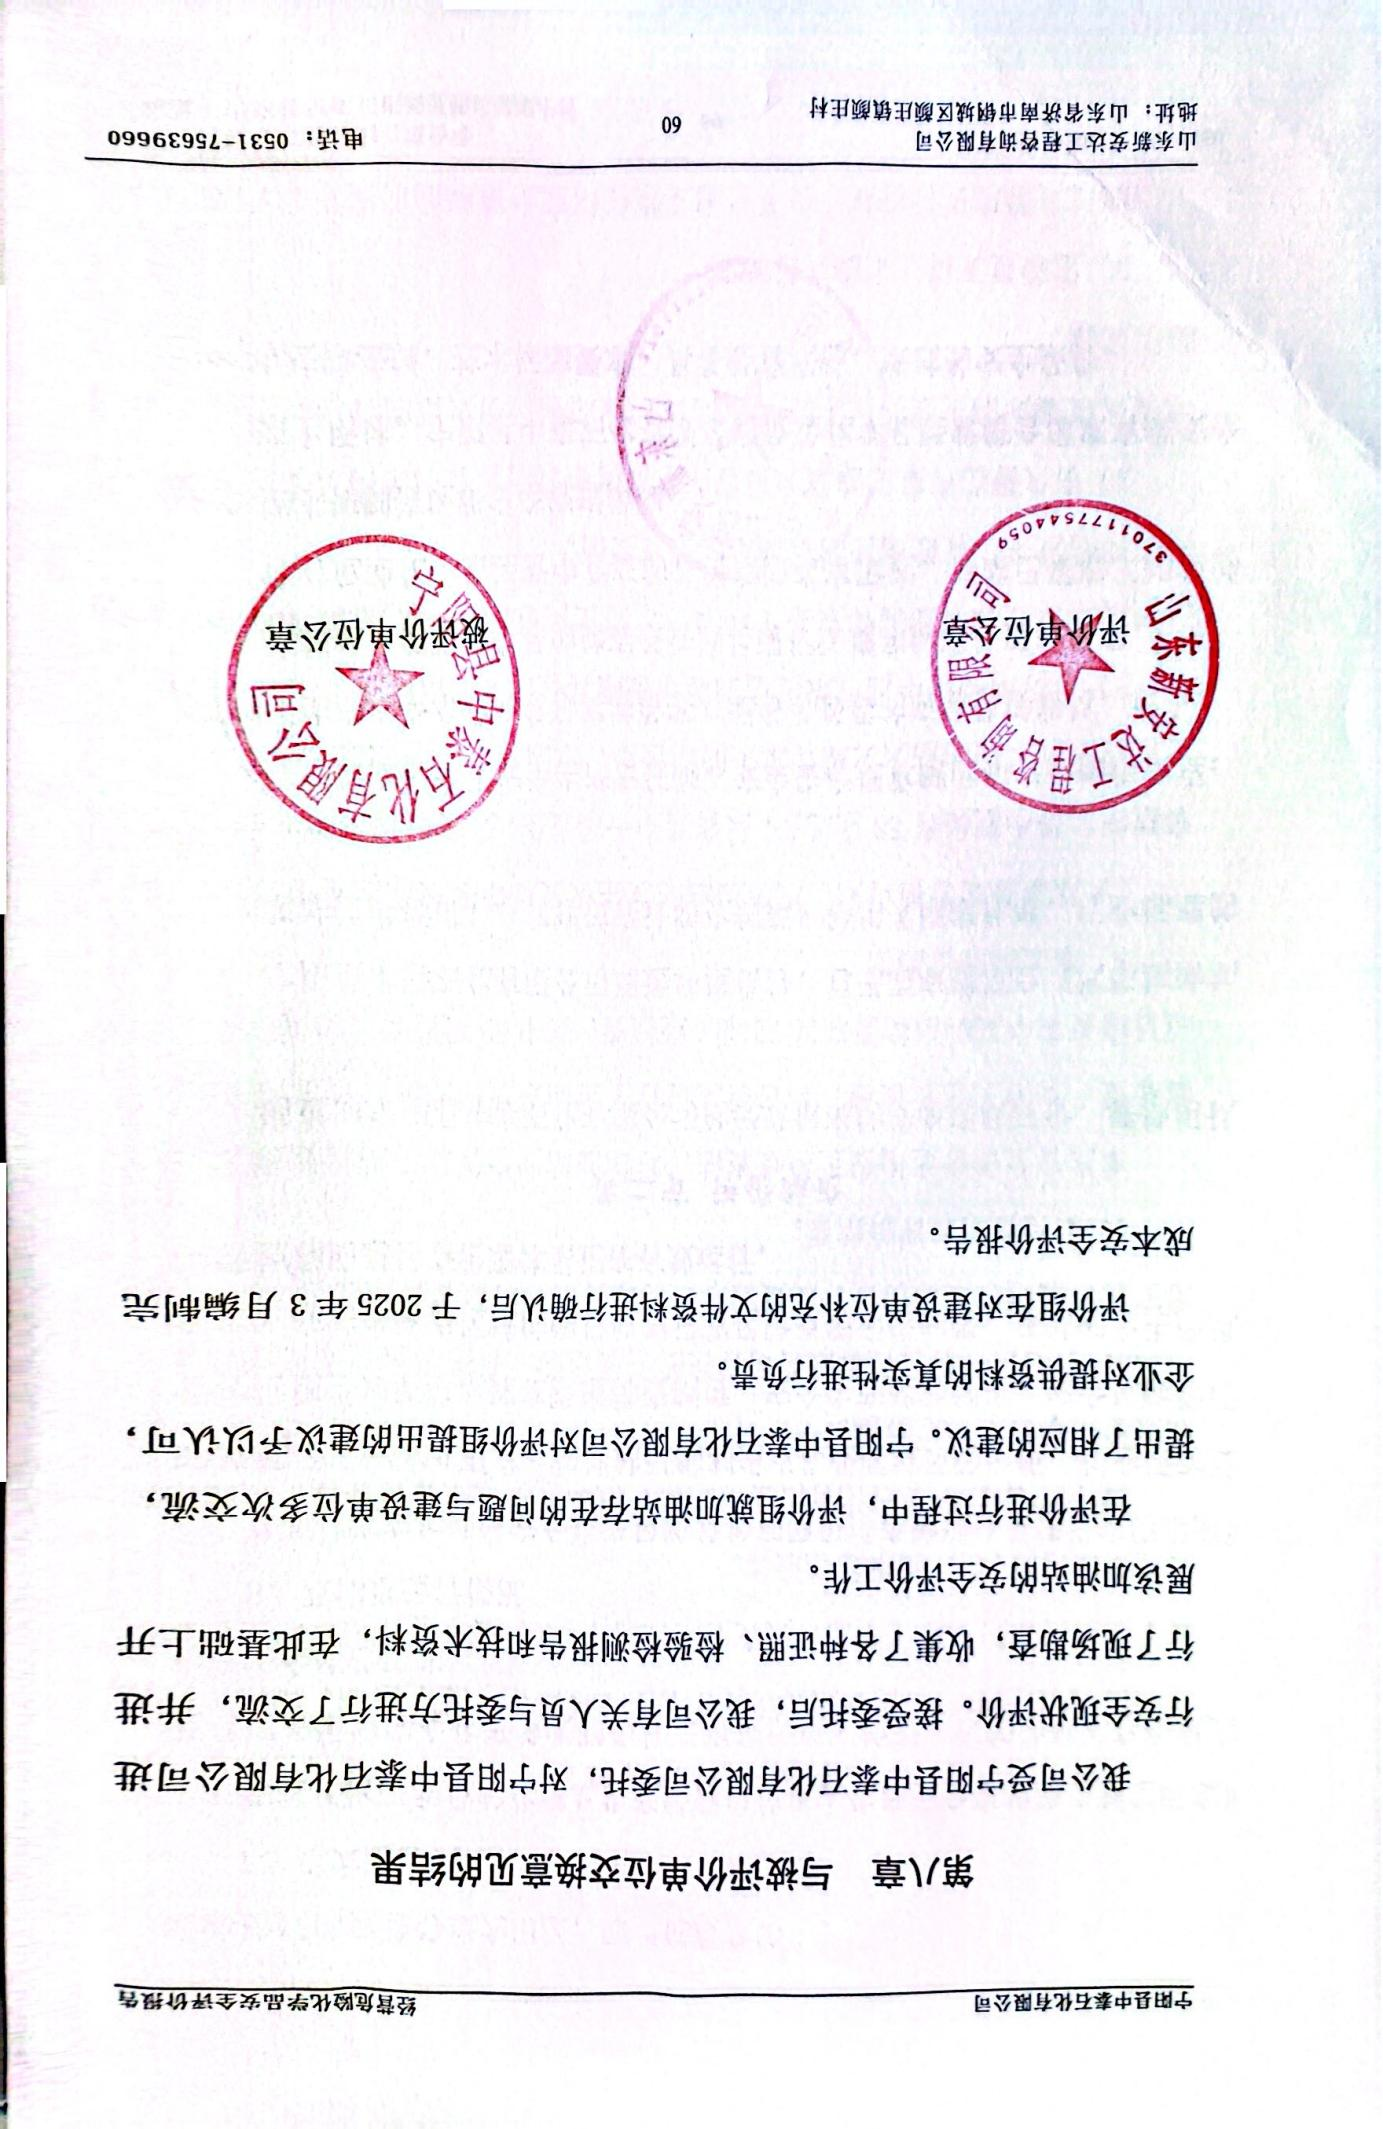 宁阳县中泰石化有限公司 经营危险化学品安全评价报告
第八章 与被评价单位交换意见的结果
我公司受宁阳县中泰石化有限公司委托，对宁阳县中泰石化有限公司进
行安全现状评价。接受委托后，我公司有关人员与委托方进行了交流，并进
行了现场勘查，收集了各种证照、检验检测报告和技术资料，在此基础上开
展该加油站的安全评价工作。
在评价进行过程中，评价组就加油站存在的问题与建设单位多次交流，
提出了相应的建议。宁阳县中泰石化有限公司对评价组提出的建议予以认可，
企业对提供资料的真实性进行负责。
评价组在对建设单位补充的文件资料进行确认后，于 2025 年 3 月编制完
成本安全评价报告。
山东新安达工程咨询有限公司
3701177544059
评价单位公章
宁阳县中泰石化有限公司
被评价单位公章
山东新安达工程咨询有限公司
地址：山东省济南市钢城区颜庄镇颜庄村
60
电话：0531-75639660